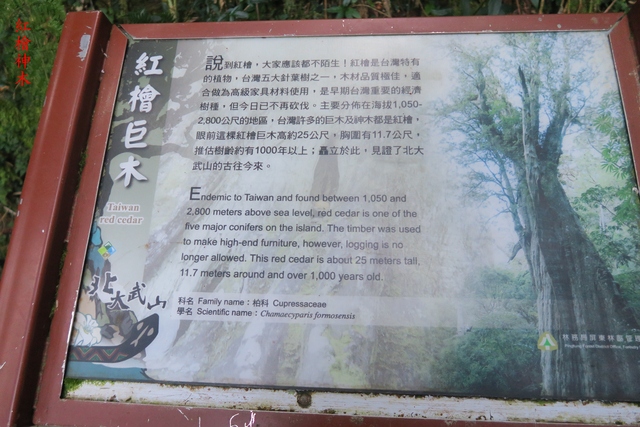 紅檜神木
紅檜巨木
Taiwan
red cedar
說到紅檜，大家應該都不陌生！紅檜是台灣特有
的植物，台灣五大針葉樹之一，木材品質極佳，適
合做為高級家具材料使用，是早期台灣重要的經濟
樹種，但今日已不再砍伐。主要分佈在海拔1,050-
2,800公尺的地區，台灣許多的巨木及神木都是紅檜，
眼前這棵紅檜巨木高約25公尺，胸圍有11.7公尺，
推估樹齡約有1000年以上；矗立於此，見證了北大
武山的古往今來。
Endemic to Taiwan and found between 1,050 and
2,800 meters above sea level, red cedar is one of the
five major conifers on the island. The timber was used
to make high-end furniture, however, logging is no
longer allowed. This red cedar is about 25 meters tall,
11.7 meters around and over 1,000 years old.
科名 Family name：柏科 Cupressaceae
學名 Scientific name：Chamaecyparis formosensis
北大武山
林務局屏東林區管理